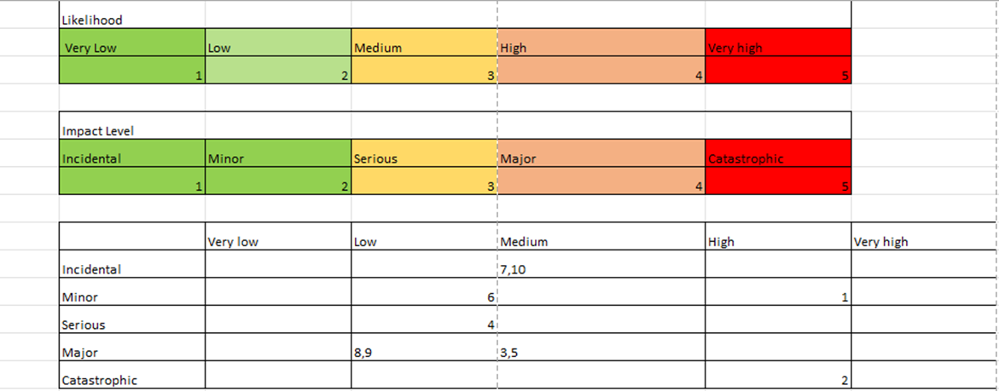 Likelihood
Very Low Low Medium High Very high
1 2 3 4 5
Impact Level
Incidental Minor Serious Major Catastrophic
1 2 3 4 5
Very low Low Medium High Very high
Incidental 7,10
Minor 6 1
Serious 4
Major 8,9 3,5
Catastrophic 2